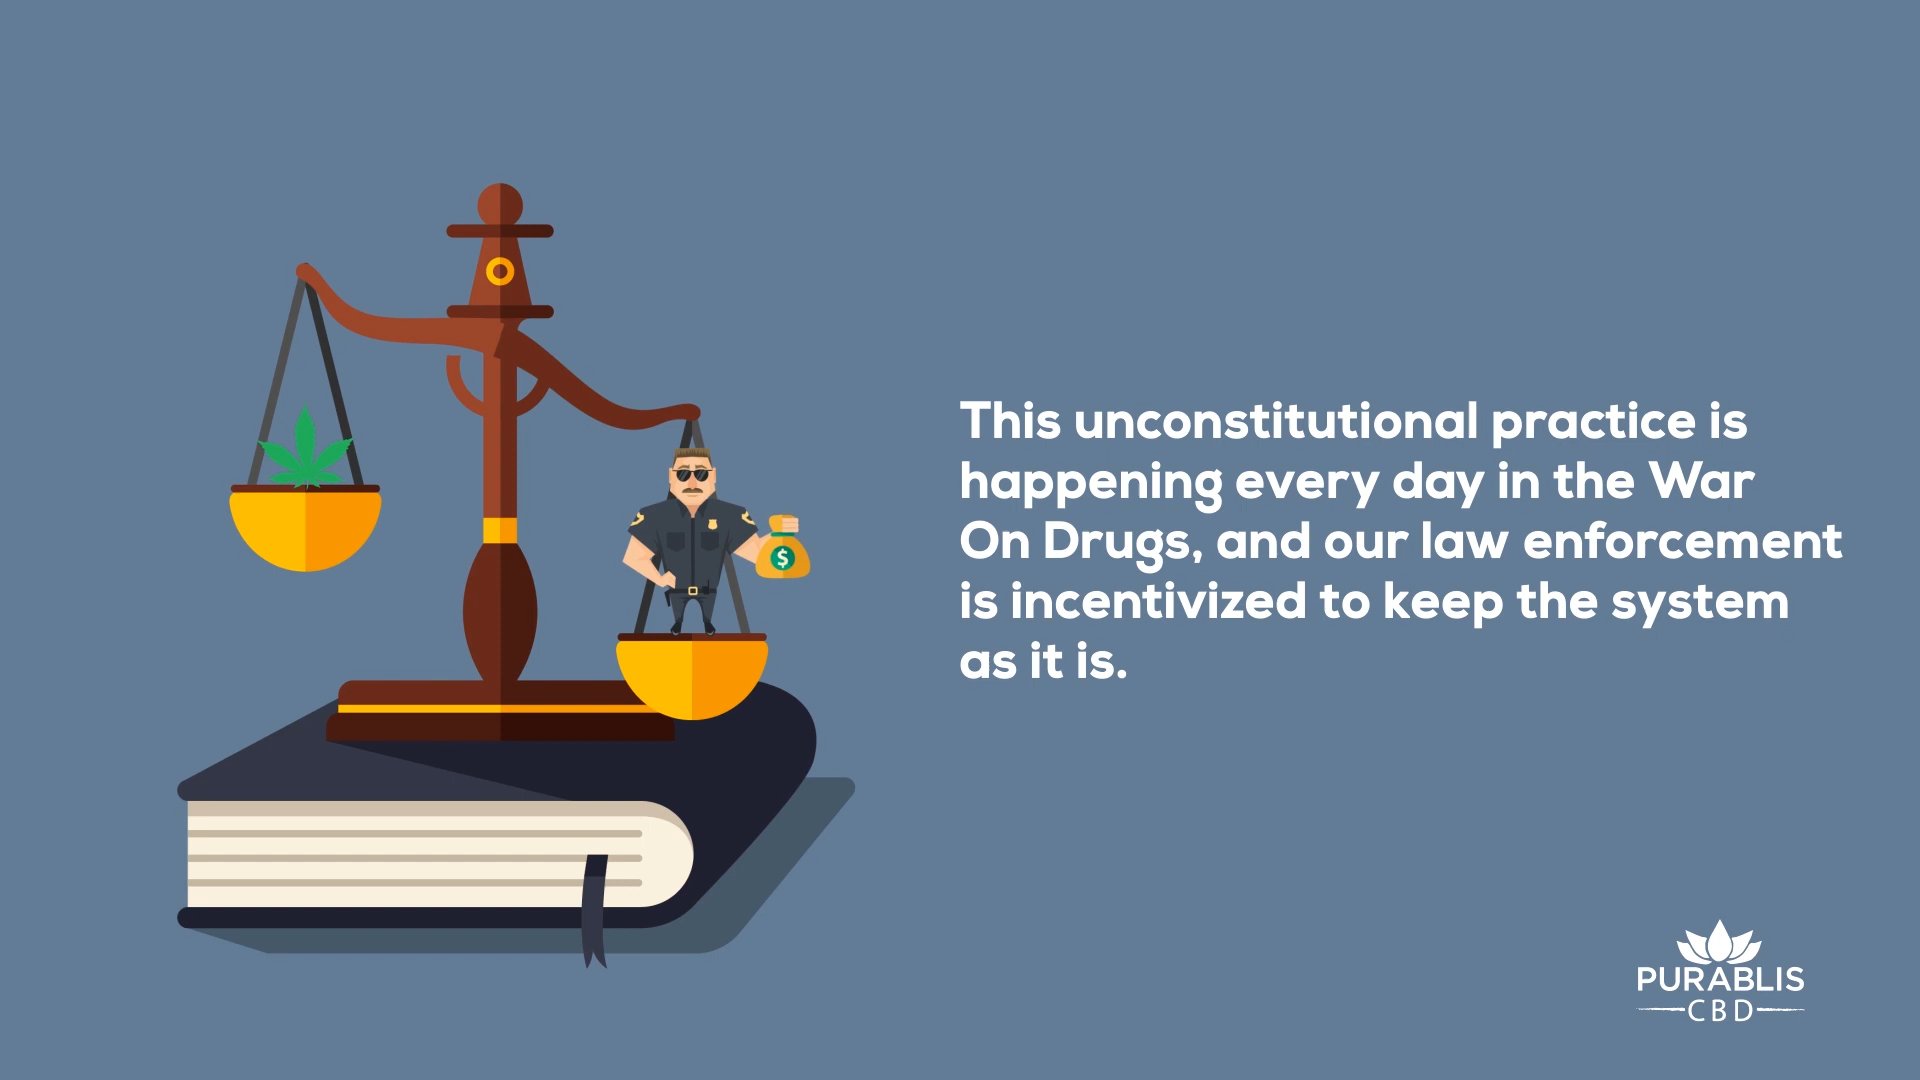 This unconstitutional practice is
happening every day in the War
On Drugs, and our law enforcement
is incentivized to keep the system
as it is.
$
PURABLIS
CBD